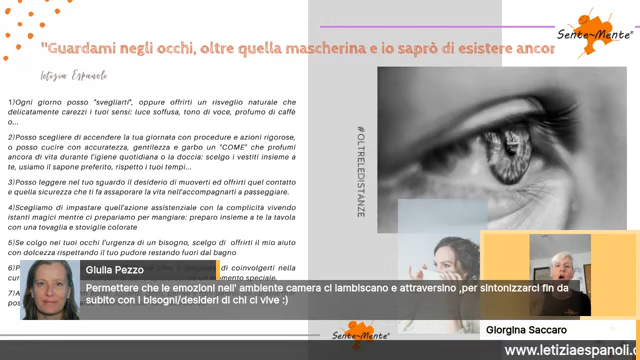 "Guardami negli occhi, oltre quella mascherina e io saprò di esistere ancor
Sente~Mente®
Letizia Espanoli
1)Ogni giorno posso "svegliarti", oppure offrirti un risveglio naturale che
delicatamente carezzi i tuoi sensi: luce soffusa, tono di voce, profumo di caffè
o...
2)Posso scegliere di accendere la tua giornata con procedure e azioni rigorose,
o posso cucire con accuratezza, gentilezza e garbo un "COME" che profumi
ancora di vita durante l'igiene quotidiana o la doccia: scelgo i vestiti insieme a
te, usiamo il sapone preferito, rispetto i tuoi tempi...
3)Posso leggere nel tuo sguardo il desiderio di muoverti ed offrirti quel contatto
e quella sicurezza che ti fa assaporare la vita nell'accompagnarti a passeggiare.
4)Scegliamo di impastare quell'azione assistenziale con la complicità vivendo
istanti magici mentre ci prepariamo per mangiare: preparo insieme a te la tavola
con una tovaglia e stoviglie colorate
5)Se colgo nei tuoi occhi l'urgenza di un bisogno, scelgo di offrirti il mio aiuto
con dolcezza rispettando il tuo pudore restando fuori dal bagno
#OLTRELEDISTANZE
di coinvolgerti nella
momento speciale.
Giulia Pezzo
Permettere che le emozioni nell' ambiente camera ci lambiscano e attraversino ,per sintonizzarci fin da
subito con i bisogni/desideri di chi ci vive :)
Sente~Mente®
Giorgina Saccaro
www.letiziaespanoli.c